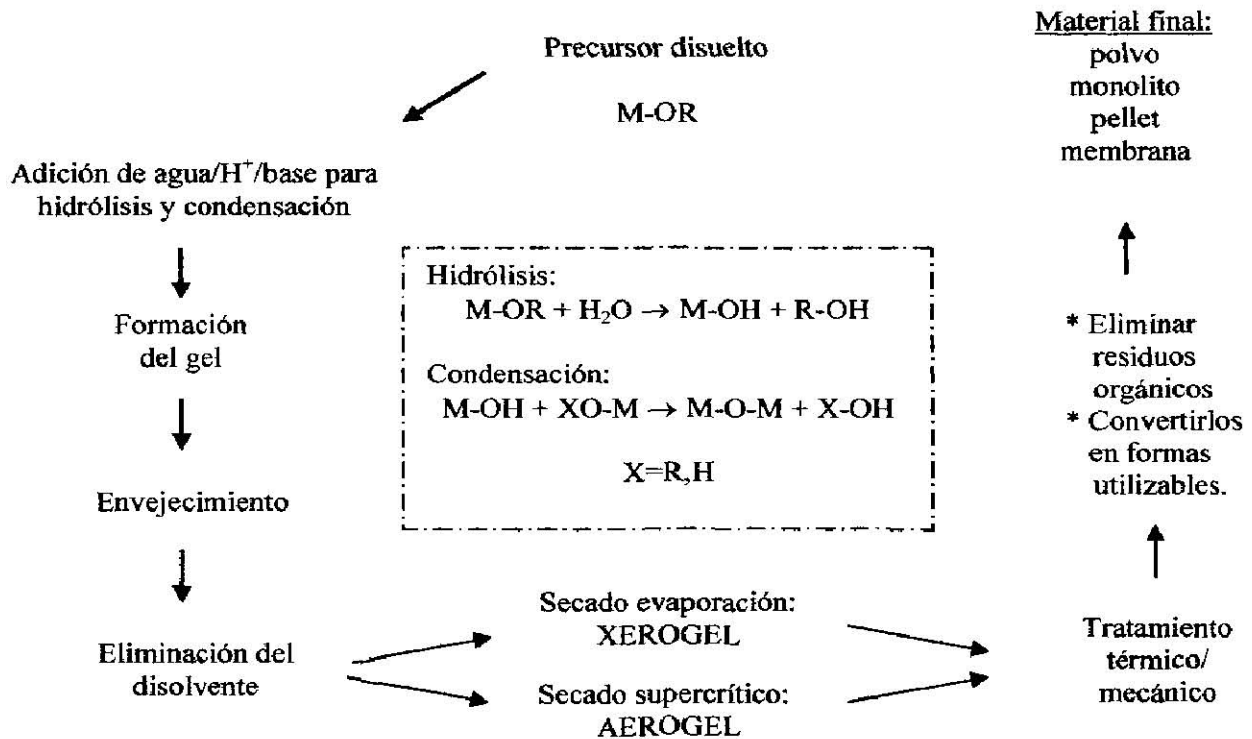 Precursor disuelto
M-OR
Adición de agua/H⁺/base para
hidrólisis y condensación
Formación
del gel
Envejecimiento
Eliminación del
disolvente
Hidrólisis:
M-OR + H₂O → M-OH + R-OH
Condensación:
M-OH + XO-M → M-O-M + X-OH
X=R,H
Secado evaporación:
XEROGEL
Secado supercrítico:
AEROGEL
Tratamiento
térmico/
mecánico
* Eliminar
residuos
orgánicos
* Convertirlos
en formas
utilizables.
Material final:
polvo
monolito
pellet
membrana